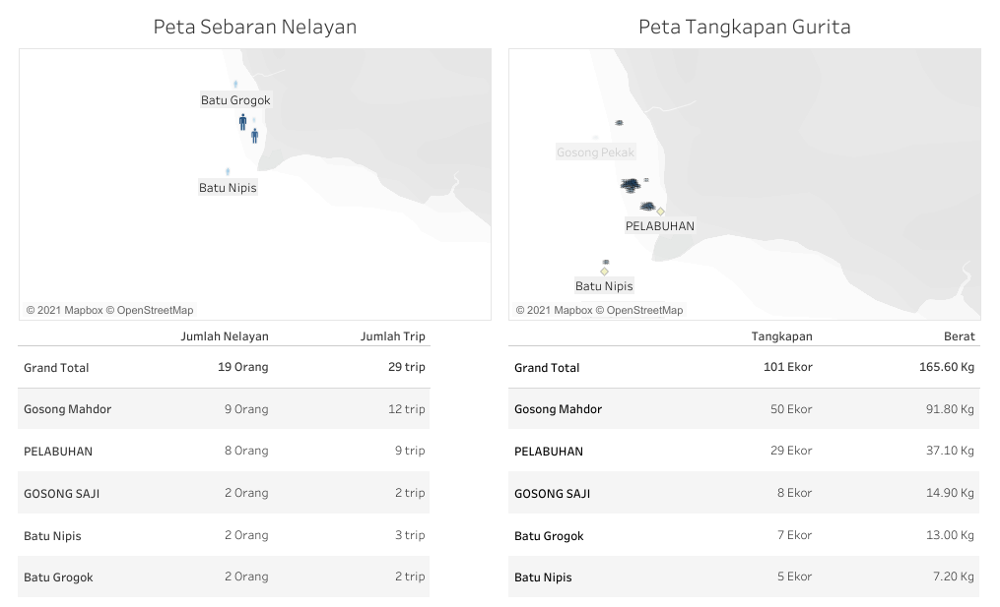 Peta Sebaran Nelayan
Batu Grogok
Batu Nipis
© 2021 Mapbox © OpenStreetMap
Jumlah Nelayan Jumlah Trip
Grand Total 19 Orang 29 trip
Gosong Mahdor 9 Orang 12 trip
PELABUHAN 8 Orang 9 trip
GOSONG SAJI 2 Orang 2 trip
Batu Nipis 2 Orang 3 trip
Batu Grogok 2 Orang 2 trip
Peta Tangkapan Gurita
Gosong Pekak
PELABUHAN
Batu Nipis
© 2021 Mapbox © OpenStreetMap
Tangkapan Berat
Grand Total 101 Ekor 165.60 Kg
Gosong Mahdor 50 Ekor 91.80 Kg
PELABUHAN 29 Ekor 37.10 Kg
GOSONG SAJI 8 Ekor 14.90 Kg
Batu Grogok 7 Ekor 13.00 Kg
Batu Nipis 5 Ekor 7.20 Kg